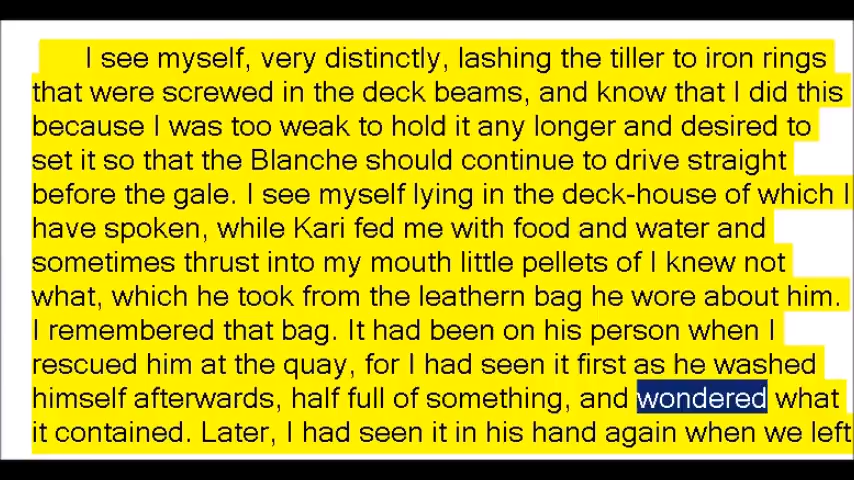 I see myself, very distinctly, lashing the tiller to iron rings
that were screwed in the deck beams, and know that I did this
because I was too weak to hold it any longer and desired to
set it so that the Blanche should continue to drive straight
before the gale. I see myself lying in the deck-house of which I
have spoken, while Kari fed me with food and water and
sometimes thrust into my mouth little pellets of I knew not
what, which he took from the leathern bag he wore about him.
I remembered that bag. It had been on his person when I
rescued him at the quay, for I had seen it first as he washed
himself afterwards, half full of something, and wondered what
it contained. Later, I had seen it in his hand again when we left